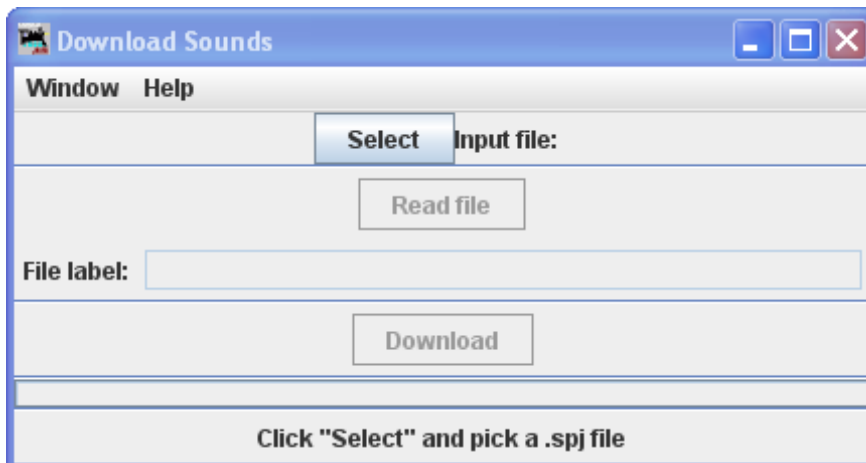 Download Sounds
Window Help
Select Input file:
Read file
File label:
Download
Click "Select" and pick a .spj file